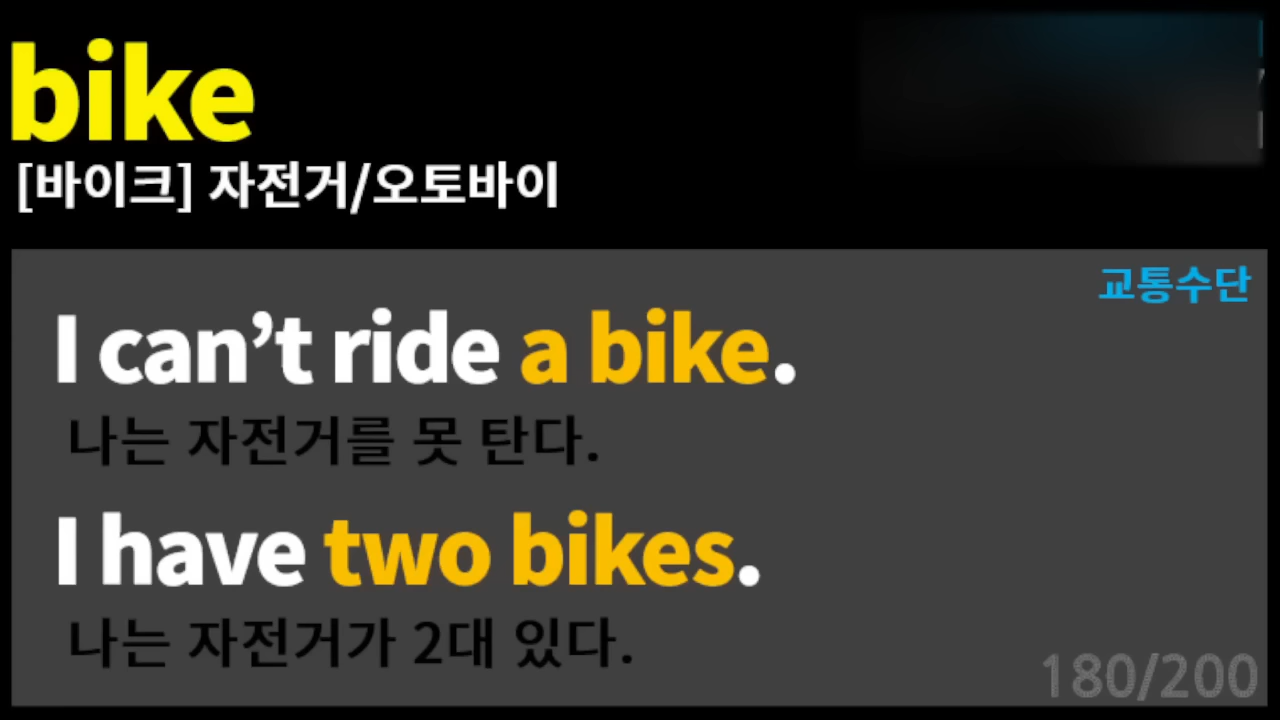 bike
[바이크] 자전거/오토바이
교통수단
I can’t ride a bike.
나는 자전거를 못 탄다.
I have two bikes.
나는 자전거가 2대 있다.
180/200